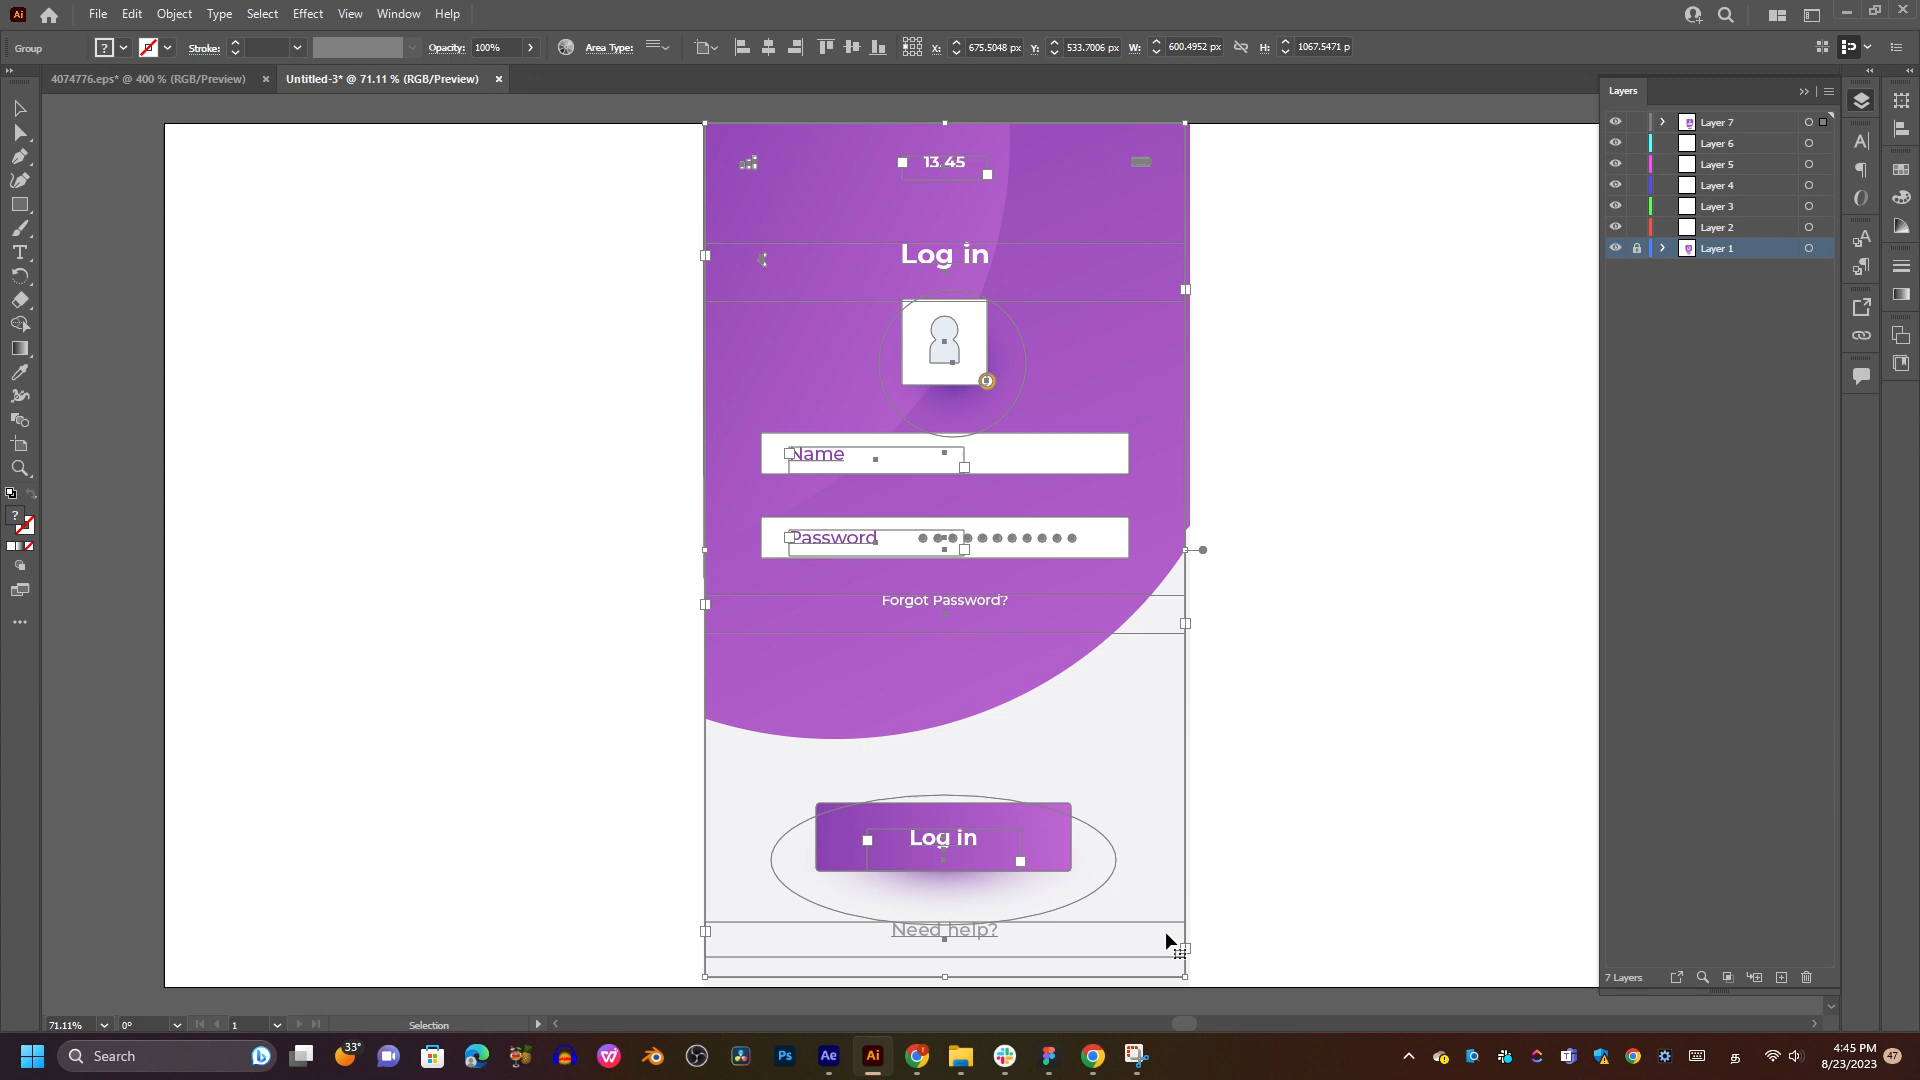 Ai File Edit Object Type Select Effect View Window Help
Group ? Stroke: Opacity: 100% Area Type: X: 675.5048 px Y: 533.7006 px W: 600.4952 px H: 1067.5471 p
4074776.eps* @ 400 % (RGB/Preview) × Untitled-3* @ 71.11 % (RGB/Preview) ×
Layers
Layer 7
Layer 6
Layer 5
Layer 4
Layer 3
Layer 2
Layer 1
13.45
Log in
Name
Password
Forgot Password?
Log in
Need help?
?
7 Layers
71.11% 0° 1 Selection
Search
33°
Ps Ae Ai
4:45 PM
8/23/2023
47